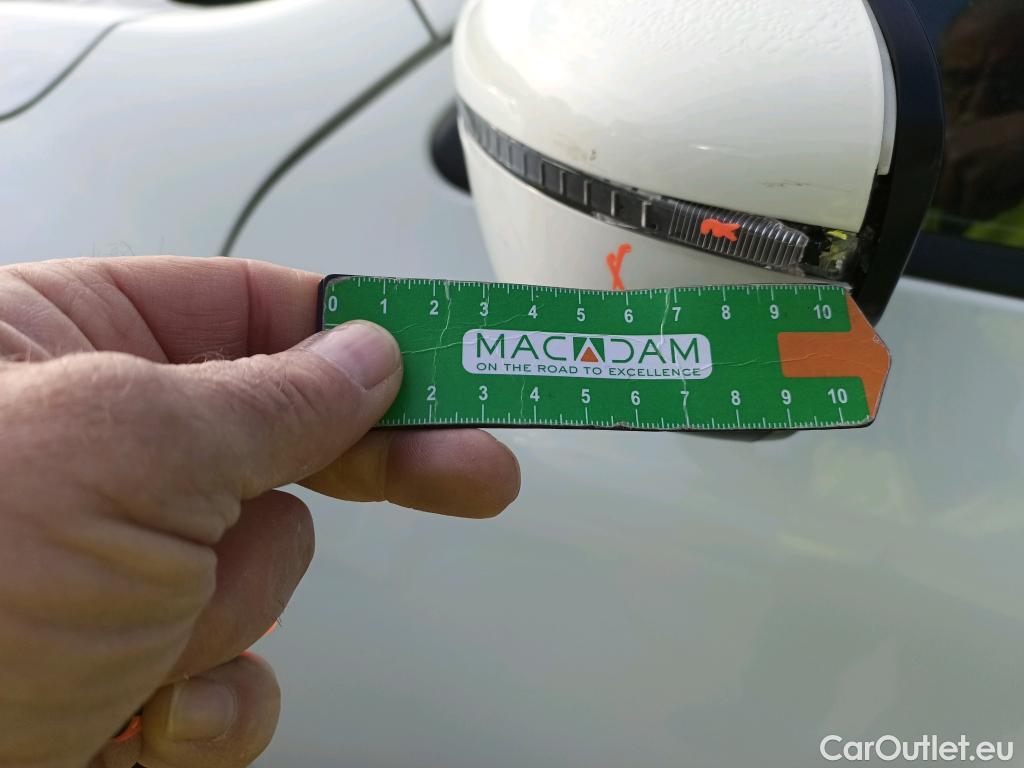 0 1 2 3 4 5 6 7 8 9 10
MACADAM
ON THE ROAD TO EXCELLENCE
2 3 4 5 6 7 8 9 10
CarOutlet.eu